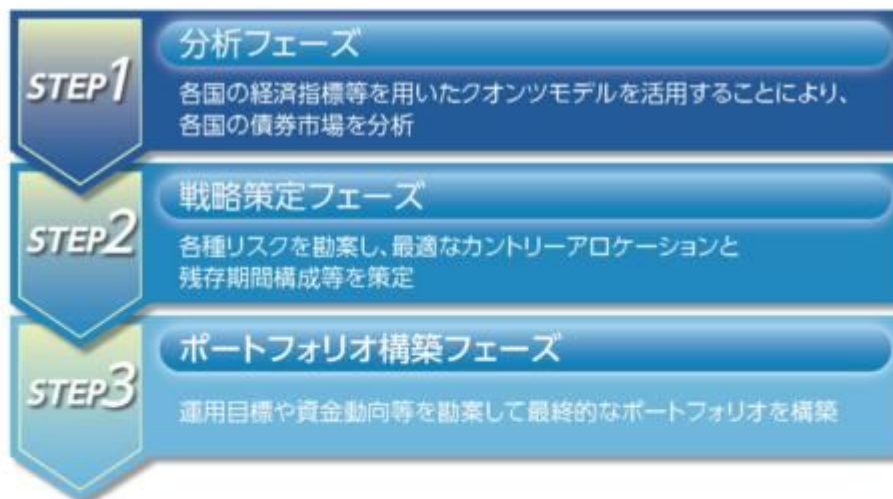 STEP1
分析フェーズ
各国の経済指標等を用いたクオンツモデルを活用することにより、
各国の債券市場を分析
STEP2
戦略策定フェーズ
各種リスクを勘案し、最適なカントリーアロケーションと
残存期間構成等を策定
STEP3
ポートフォリオ構築フェーズ
運用目標や資金動向等を勘案して最終的なポートフォリオを構築